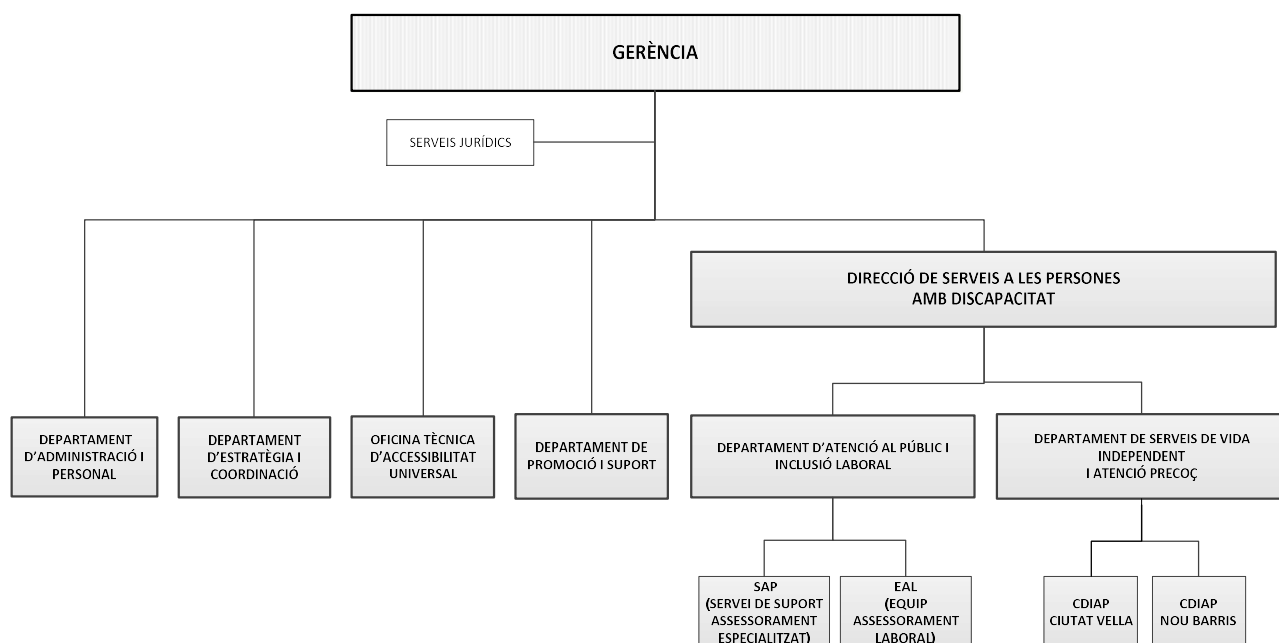 GERÈNCIA
SERVEIS JURÍDICS
DIRECCIÓ DE SERVEIS A LES PERSONES
AMB DISCAPACITAT
DEPARTAMENT
D'ADMINISTRACIÓ I
PERSONAL
DEPARTAMENT
D'ESTRATÈGIA I
COORDINACIÓ
OFICINA TÈCNICA
D'ACCESSIBILITAT
UNIVERSAL
DEPARTAMENT DE
PROMOCIÓ I SUPORT
DEPARTAMENT D'ATENCIÓ AL PÚBLIC I
INCLUSIÓ LABORAL
DEPARTAMENT DE SERVEIS DE VIDA
INDEPENDENT
I ATENCIÓ PRECOÇ
SAP
(SERVEI DE SUPORT
ASSESSORAMENT
ESPECIALITZAT)
EAL
(EQUIP
ASSESSORAMENT
LABORAL)
CDIAP
CIUTAT VELLA
CDIAP
NOU BARRIS